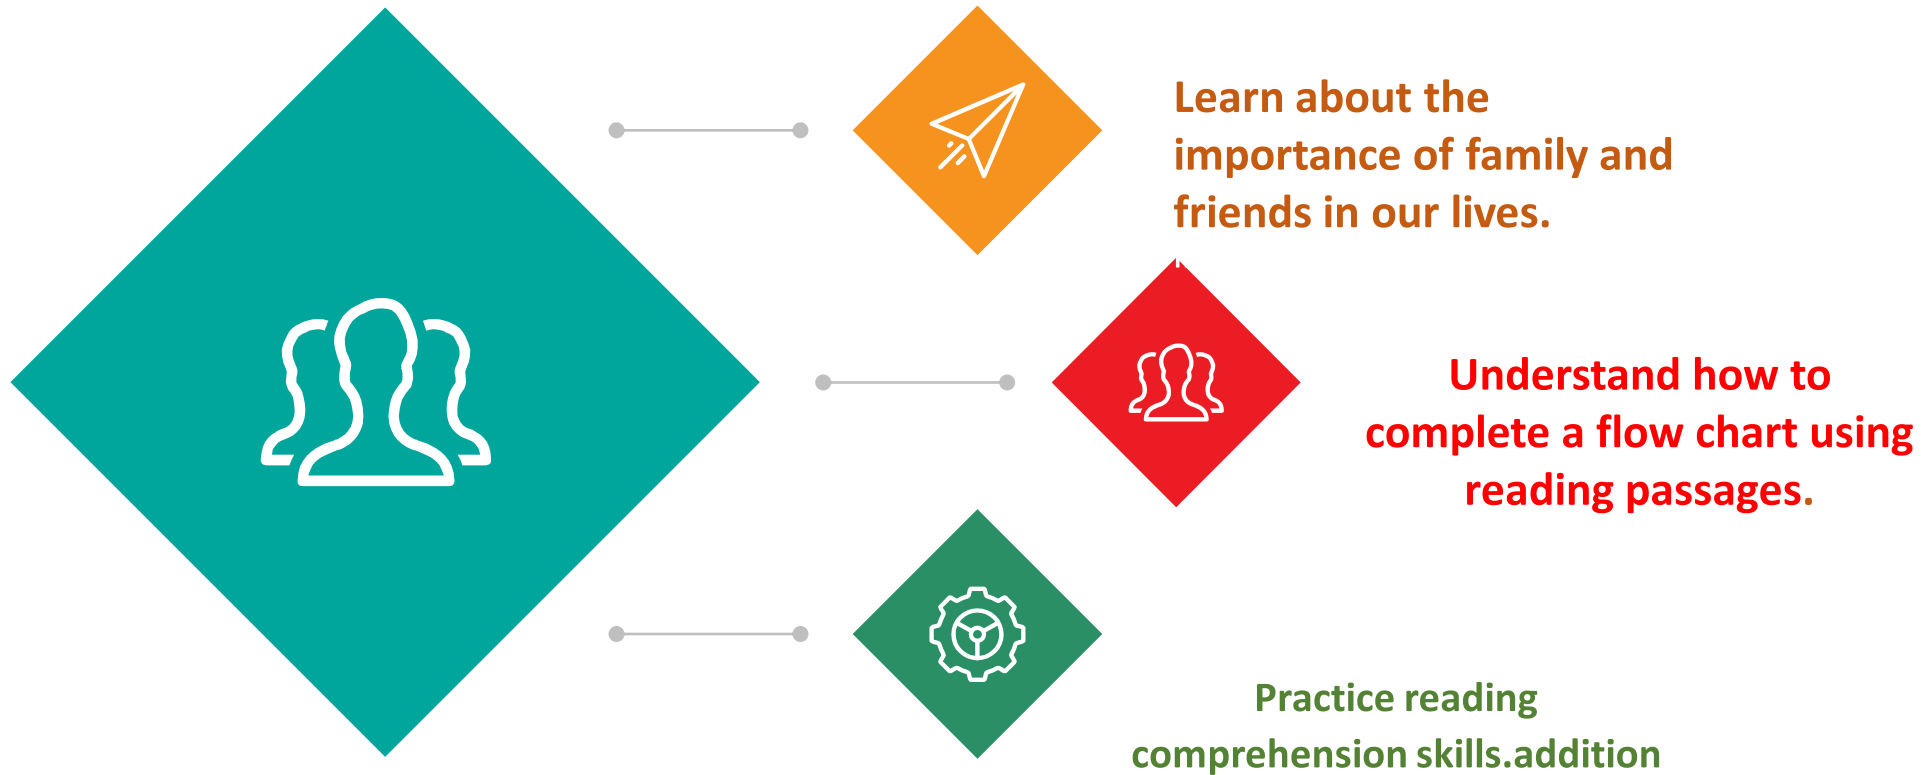 Learn about the
importance of family and
friends in our lives.
Understand how to
complete a flow chart using
reading passages.
Practice reading
comprehension skills.addition